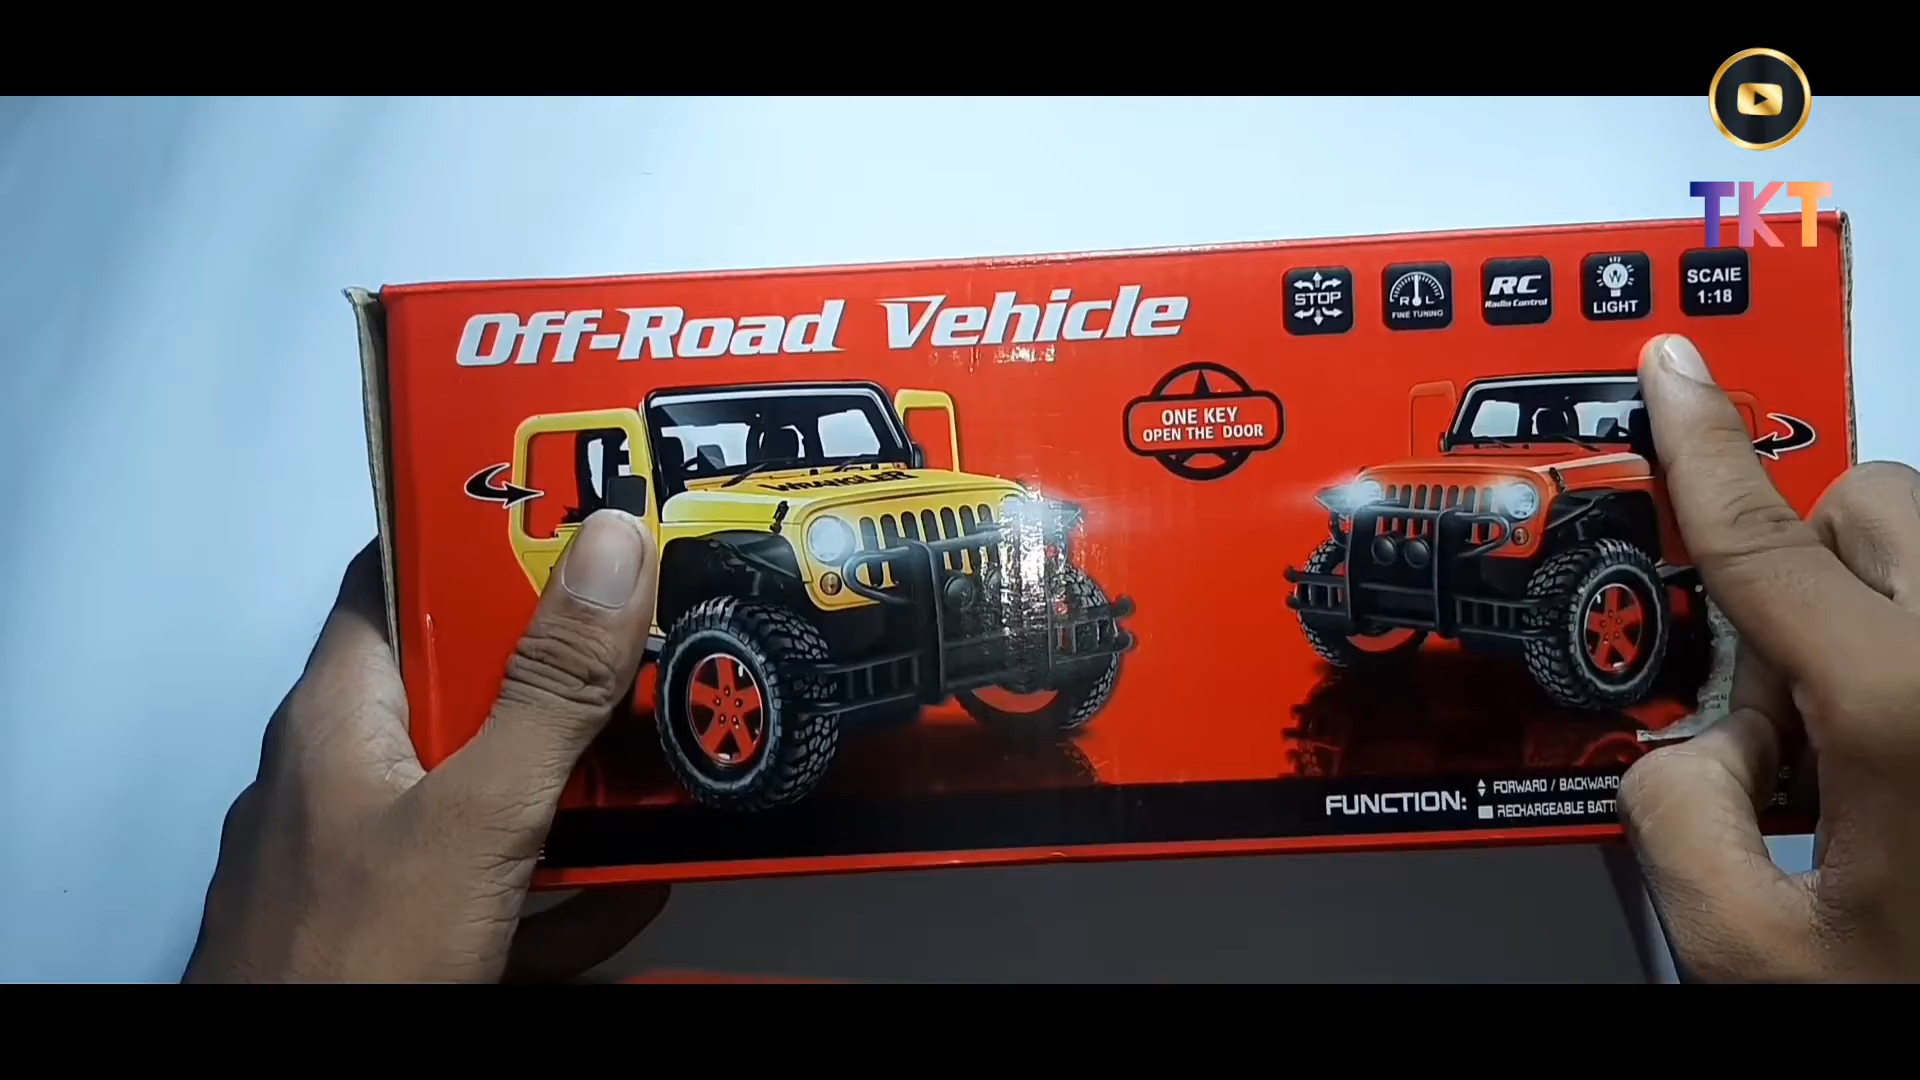 TKT
Off-Road Vehicle
STOP
R L
FINE TUNING
RC
Radio Control
W
LIGHT
SCAIE
1:18
ONE KEY
OPEN THE DOOR
WRANGLER
FUNCTION:
FORWARD / BACKWARD
RECHARGEABLE BATT